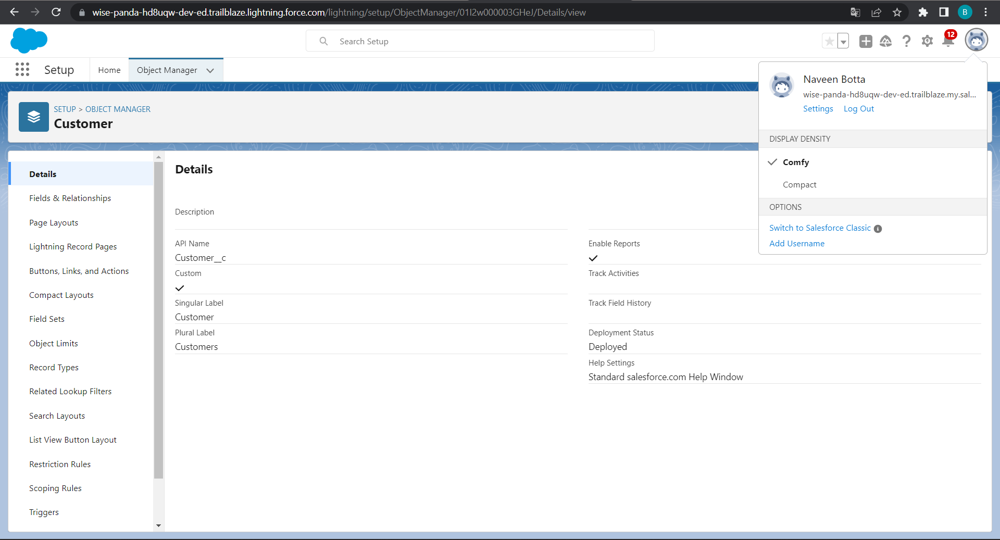 wise-panda-hd8uqw-dev-ed.trailblaze.lightning.force.com/lightning/setup/ObjectManager/01I2w000003GHeJ/Details/view
B
Search Setup
12
Setup
Home
Object Manager
SETUP > OBJECT MANAGER
Customer
Naveen Botta
wise-panda-hd8uqw-dev-ed.trailblaze.my.sal...
Settings Log Out
DISPLAY DENSITY
Comfy
Compact
OPTIONS
Switch to Salesforce Classic
Add Username
Details
Fields & Relationships
Page Layouts
Lightning Record Pages
Buttons, Links, and Actions
Compact Layouts
Field Sets
Object Limits
Record Types
Related Lookup Filters
Search Layouts
List View Button Layout
Restriction Rules
Scoping Rules
Triggers
Details
Description
API Name
Customer__c
Custom
Singular Label
Customer
Plural Label
Customers
Enable Reports
Track Activities
Track Field History
Deployment Status
Deployed
Help Settings
Standard salesforce.com Help Window